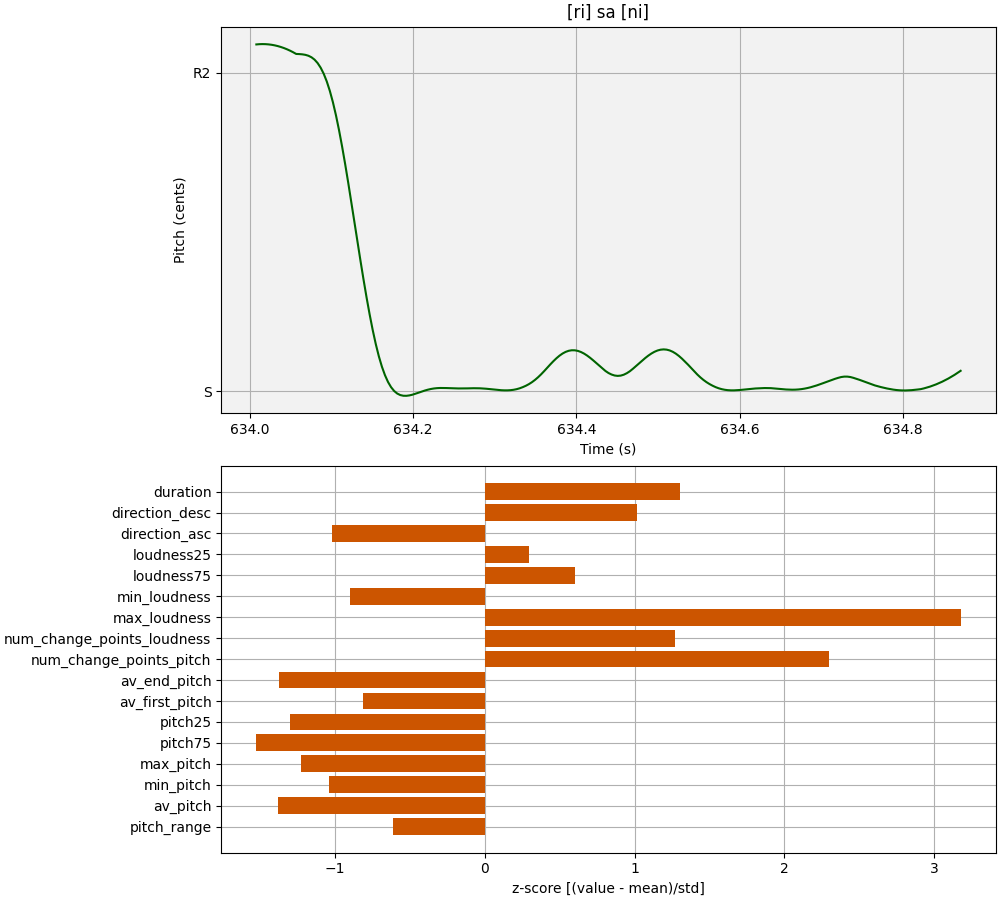 [ri] sa [ni]
R2
S
Pitch (cents)
634.0 634.2 634.4 634.6 634.8
Time (s)
duration
direction_desc
direction_asc
loudness25
loudness75
min_loudness
max_loudness
num_change_points_loudness
num_change_points_pitch
av_end_pitch
av_first_pitch
pitch25
pitch75
max_pitch
min_pitch
av_pitch
pitch_range
−1 0 1 2 3
z-score [(value - mean)/std]